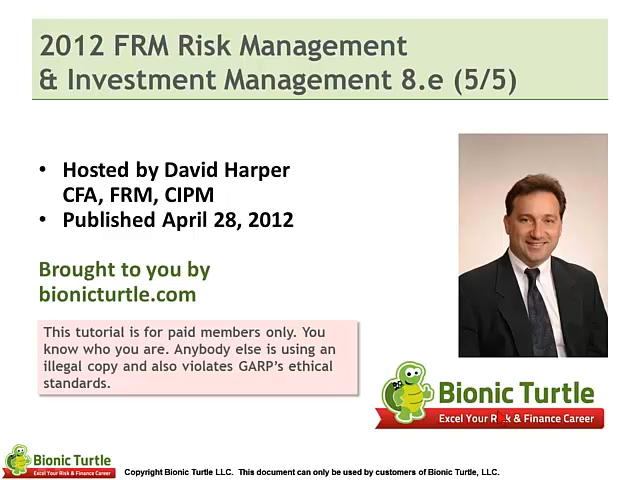 2012 FRM Risk Management
& Investment Management 8.e (5/5)
• Hosted by David Harper
CFA, FRM, CIPM
• Published April 28, 2012
Brought to you by
bionicturtle.com
This tutorial is for paid members only. You
know who you are. Anybody else is using an
illegal copy and also violates GARP's ethical
standards.
Bionic Turtle
Excel Your Risk & Finance Career
Bionic Turtle
Excel Your Risk & Finance Career
Copyright Bionic Turtle LLC. This document can only be used by customers of Bionic Turtle, LLC.